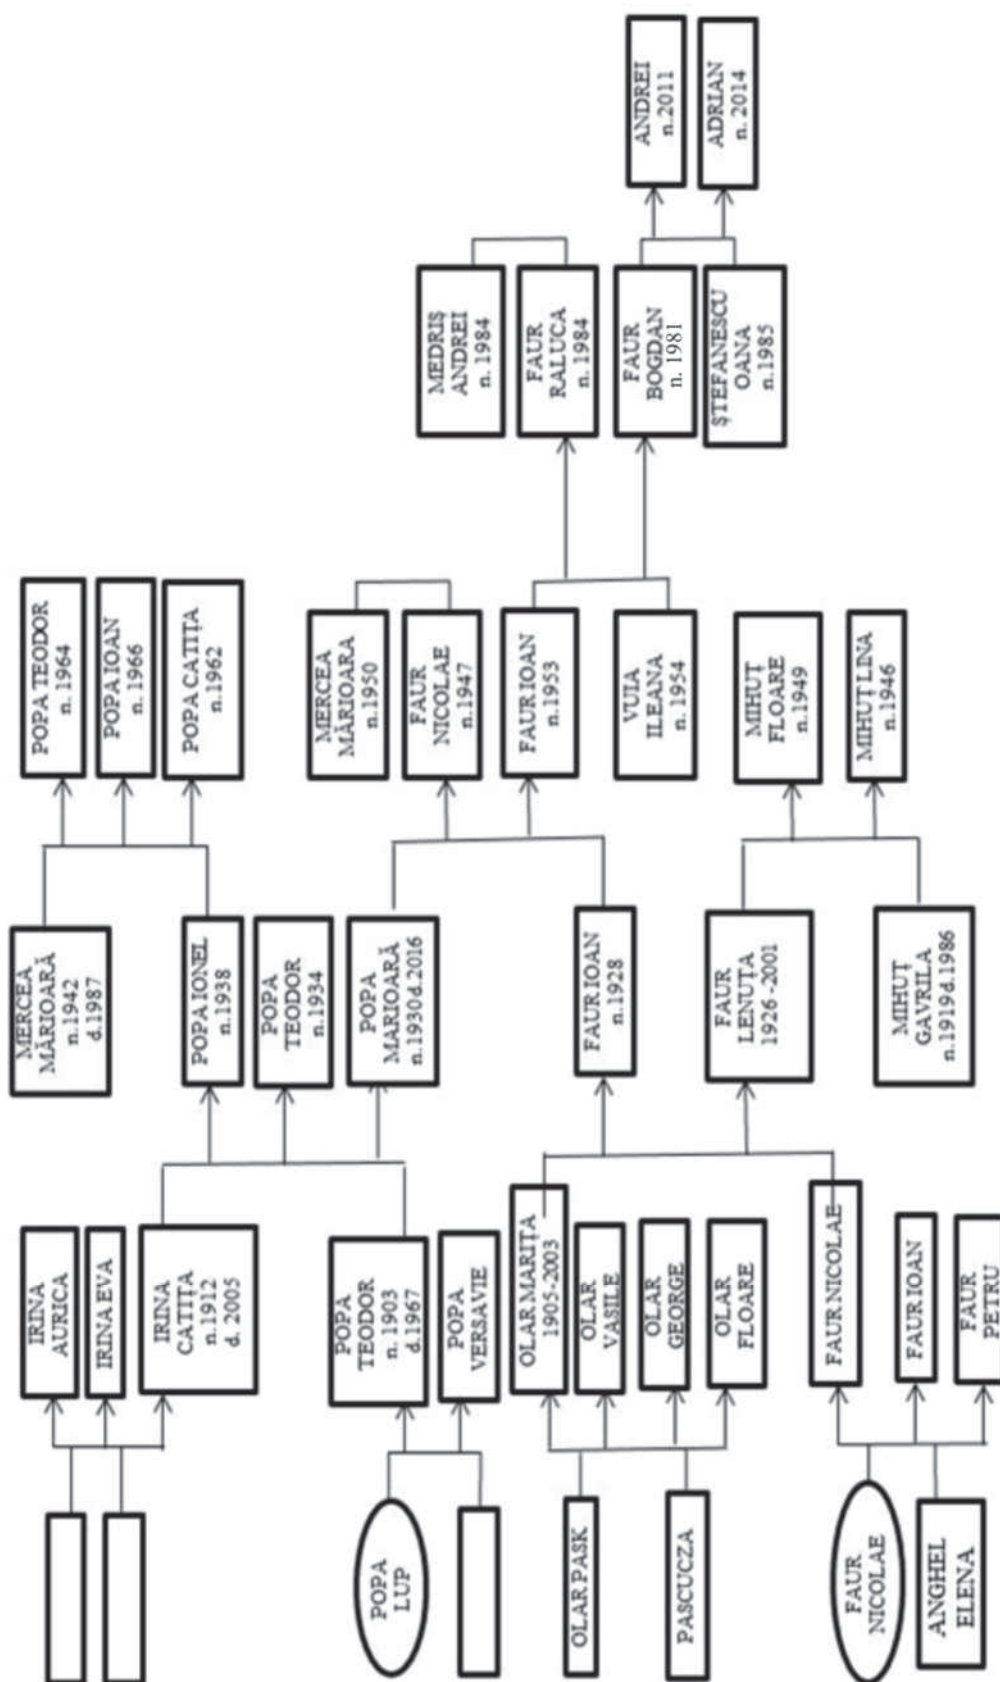 IRINA
AURICA
IRINA EVA
IRINA
CATIȚA
n.1912
d. 2005
POPA
LUP
POPA
TEODOR
n. 1903
d.1967
POPA
VERSAVIE
OLAR PASK
PASCUCZA
OLAR MARIȚA
1905-2003
OLAR
VASILE
OLAR
GEORGE
OLAR
FLOARE
FAUR
NICOLAE
ANGHEL
ELENA
FAUR NICOLAE
FAUR IOAN
FAUR
PETRU
MERCEA
MĂRIOARĂ
n.1942
d.1987
POPA IONEL
n.1938
POPA
TEODOR
n.1934
POPA
MARIOARĂ
n.1930d.2016
FAUR IOAN
n.1928
FAUR
LENUȚA
1926-2001
MIHUȚ
GAVRILA
n.1919d.1986
POPA TEODOR
n. 1964
POPA IOAN
n. 1966
POPA CATIȚA
n.1962
MERCEA
MĂRIOARA
n.1950
FAUR
NICOLAE
n.1947
FAUR IOAN
n.1953
VUIA
ILEANA
n. 1954
MIHUȚ
FLOARE
n.1949
MIHUȚ LINA
n.1946
MEDRIȘ
ANDREI
n. 1984
FAUR
RALUCA
n. 1984
FAUR
BOGDAN
n. 1981
ȘTEFANESCU
OANA
n.1985
ANDREI
n.2011
ADRIAN
n. 2014